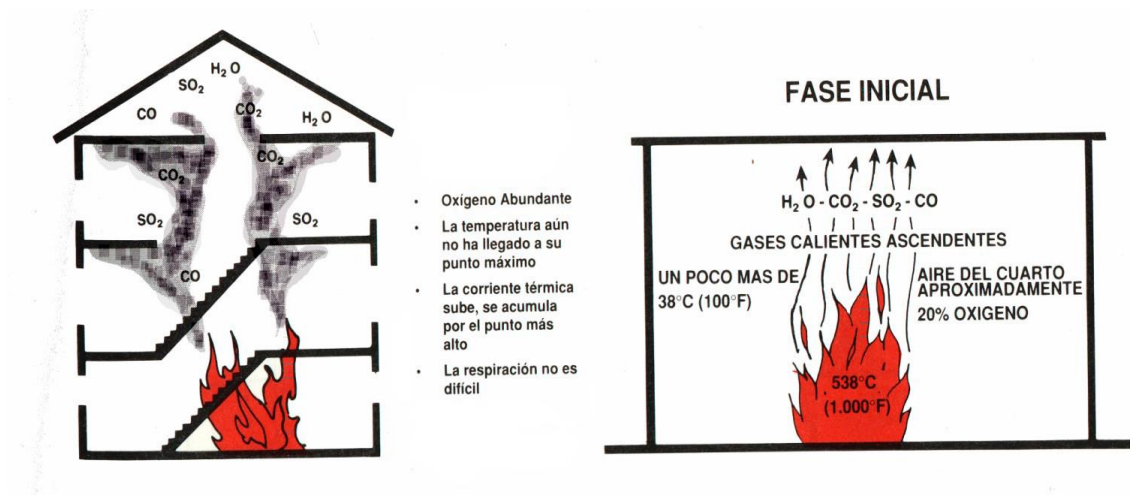 H₂O
SO₂
CO
CO₂
H₂O
CO₂
CO₂
SO₂
SO₂
CO
• Oxígeno Abundante
• La temperatura aún
no ha llegado a su
punto máximo
• La corriente térmica
sube, se acumula
por el punto más
alto
• La respiración no es
difícil
FASE INICIAL
H₂O - CO₂ - SO₂ - CO
GASES CALIENTES ASCENDENTES
UN POCO MAS DE
38°C (100°F)
AIRE DEL CUARTO
APROXIMADAMENTE
20% OXIGENO
538°C
(1.000°F)